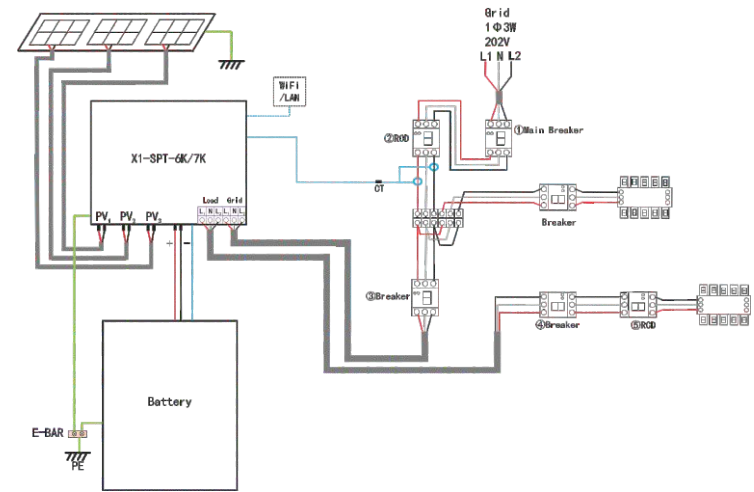 Grid
1Φ3W
202V
L1 N L2
WiFi
/LAN
①Main Breaker
②RCD
X1-SPT-6K/7K
CT
Load Grid
L N L L N L
PV1 PV2 PV3
+ −
Breaker
③Breaker
④Breaker
⑤RCD
Battery
E-BAR
PE